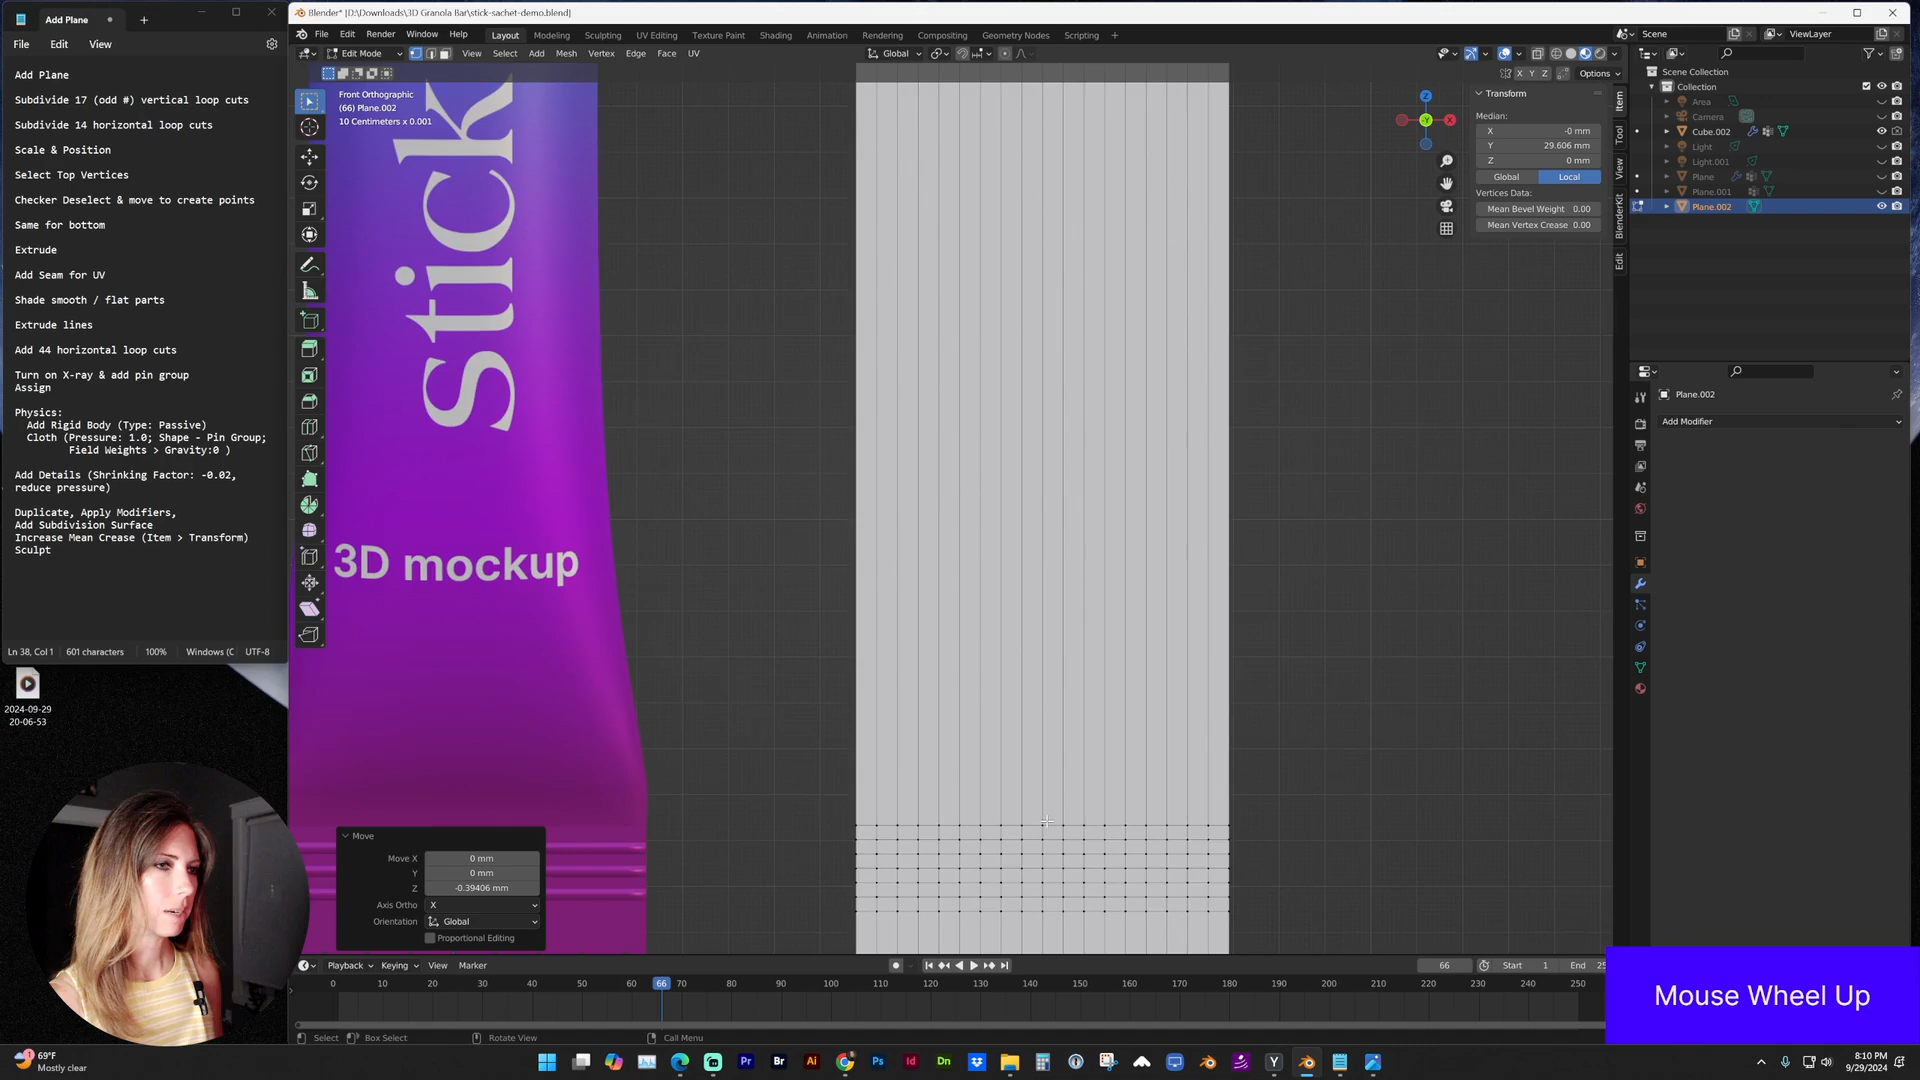 Add Plane
File Edit View
Add Plane
Subdivide 17 (odd #) vertical loop cuts
Subdivide 14 horizontal loop cuts
Scale & Position
Select Top Vertices
Checker Deselect & move to create points
Same for bottom
Extrude
Add Seam for UV
Shade smooth / flat parts
Extrude lines
Add 44 horizontal loop cuts
Turn on X-ray & add pin group
Assign
Physics:
Add Rigid Body (Type: Passive)
Cloth (Pressure: 1.0; Shape - Pin Group;
Field Weights > Gravity:0 )
Add Details (Shrinking Factor: -0.02,
reduce pressure)
Duplicate, Apply Modifiers,
Add Subdivision Surface
Increase Mean Crease (Item > Transform)
Sculpt
Ln 38, Col 1 601 characters 100% Windows (C UTF-8
2024-09-29
20-06-53
Blender* [D:\Downloads\3D Granola Bar\stick-sachet-demo.blend]
File Edit Render Window Help Layout Modeling Sculpting UV Editing Texture Paint Shading Animation Rendering Compositing Geometry Nodes Scripting +
Scene ViewLayer
Edit Mode View Select Add Mesh Vertex Edge Face UV Global
X Y Z Options
Front Orthographic
(66) Plane.002
10 Centimeters x 0.001
Stick
3D mockup
Z
X
-Y
Transform
Median:
X -0 mm
Y 29.606 mm
Z 0 mm
Global Local
Vertices Data:
Mean Bevel Weight 0.00
Mean Vertex Crease 0.00
Item
Tool
View
BlenderKit
Edit
Scene Collection
Collection
Area
Camera
Cube.002
Light
Light.001
Plane
Plane.001
Plane.002
Plane.002
Add Modifier
Move
Move X 0 mm
Y 0 mm
Z -0.39406 mm
Axis Ortho X
Orientation Global
Proportional Editing
Playback Keying View Marker
66 Start 1 End 25
0 10 20 30 40 50 60 66 70 80 90 100 110 120 130 140 150 160 170 180 190 200 210 220 230 240 250
Select Box Select Rotate View Call Menu
Mouse Wheel Up
1
69°F
Mostly clear
Pr Br Ai Ps Id Dn
8:10 PM
9/29/2024